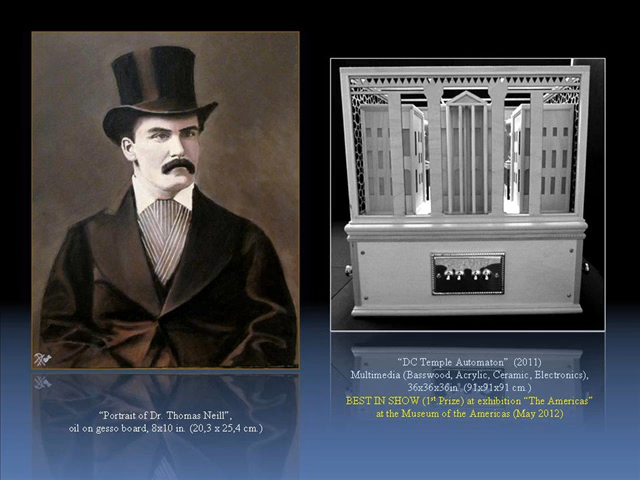 "Portrait of Dr. Thomas Neill",
oil on gesso board, 8x10 in. (20,3 x 25,4 cm.)
"DC Temple Automaton" (2011)
Multimedia (Basswood, Acrylic, Ceramic, Electronics),
36x36x36in. (91x91x91 cm.)
BEST IN SHOW (1st Prize) at exhibition "The Americas"
at the Museum of the Americas (May 2012)